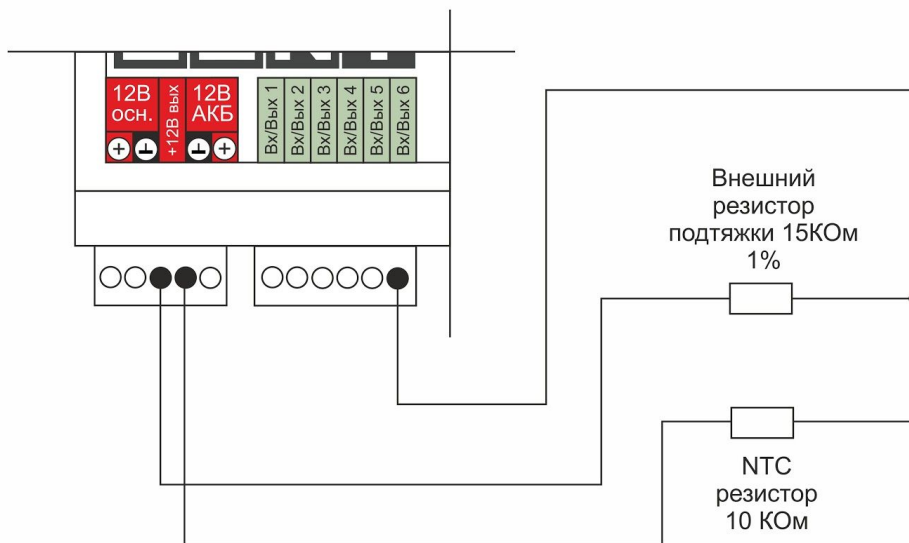 12В
осн.
+12В вых
12В
АКБ
Вх/Вых 1
Вх/Вых 2
Вх/Вых 3
Вх/Вых 4
Вх/Вых 5
Вх/Вых 6
Внешний
резистор
подтяжки 15КОм
1%
NTC
резистор
10 КОм